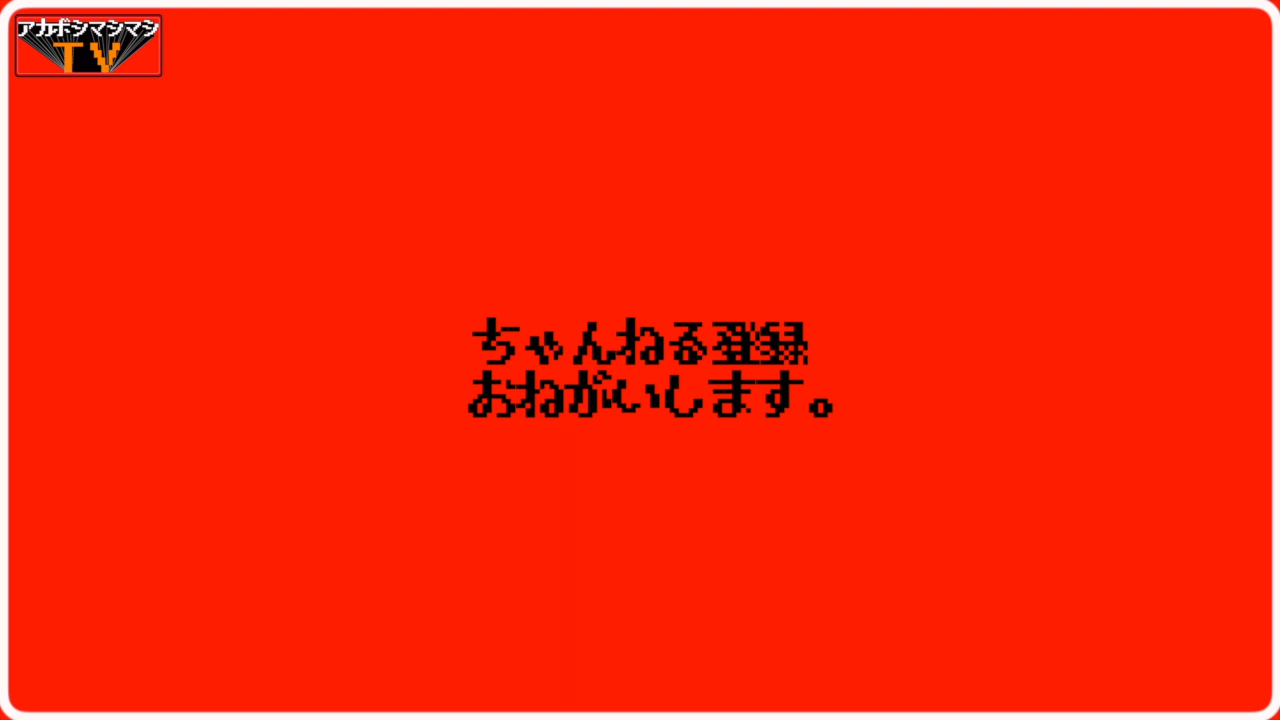 アカボシマシマシ
TV
ちゃんねる登録
おねがいします。